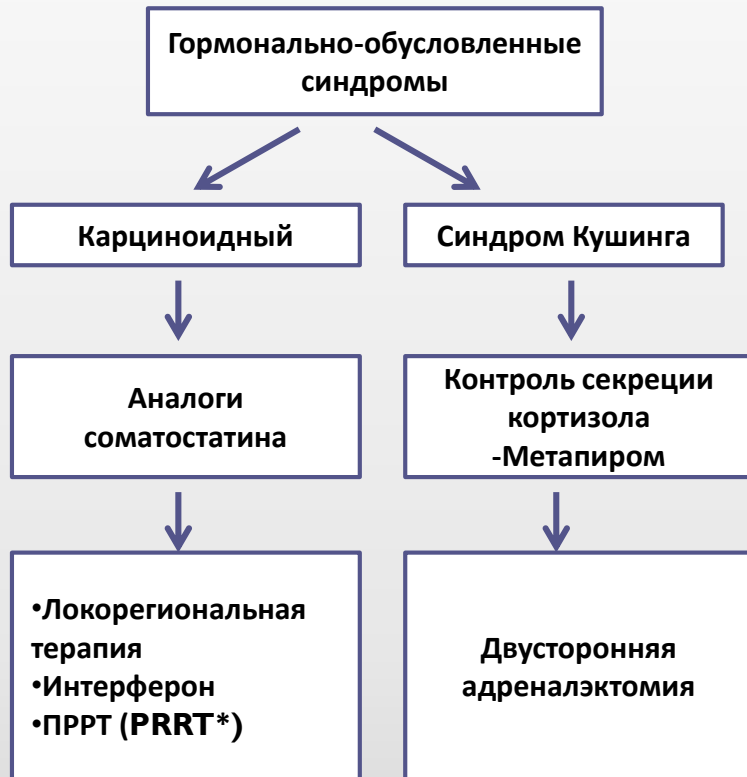 Гормонально-обусловленные
синдромы
Карциноидный
Синдром Кушинга
Аналоги
соматостатина
Контроль секреции
кортизола
-Метапиром
•Локорегиональная
терапия
•Интерферон
•ПРРТ (PRRT*)
Двусторонняя
адреналэктомия